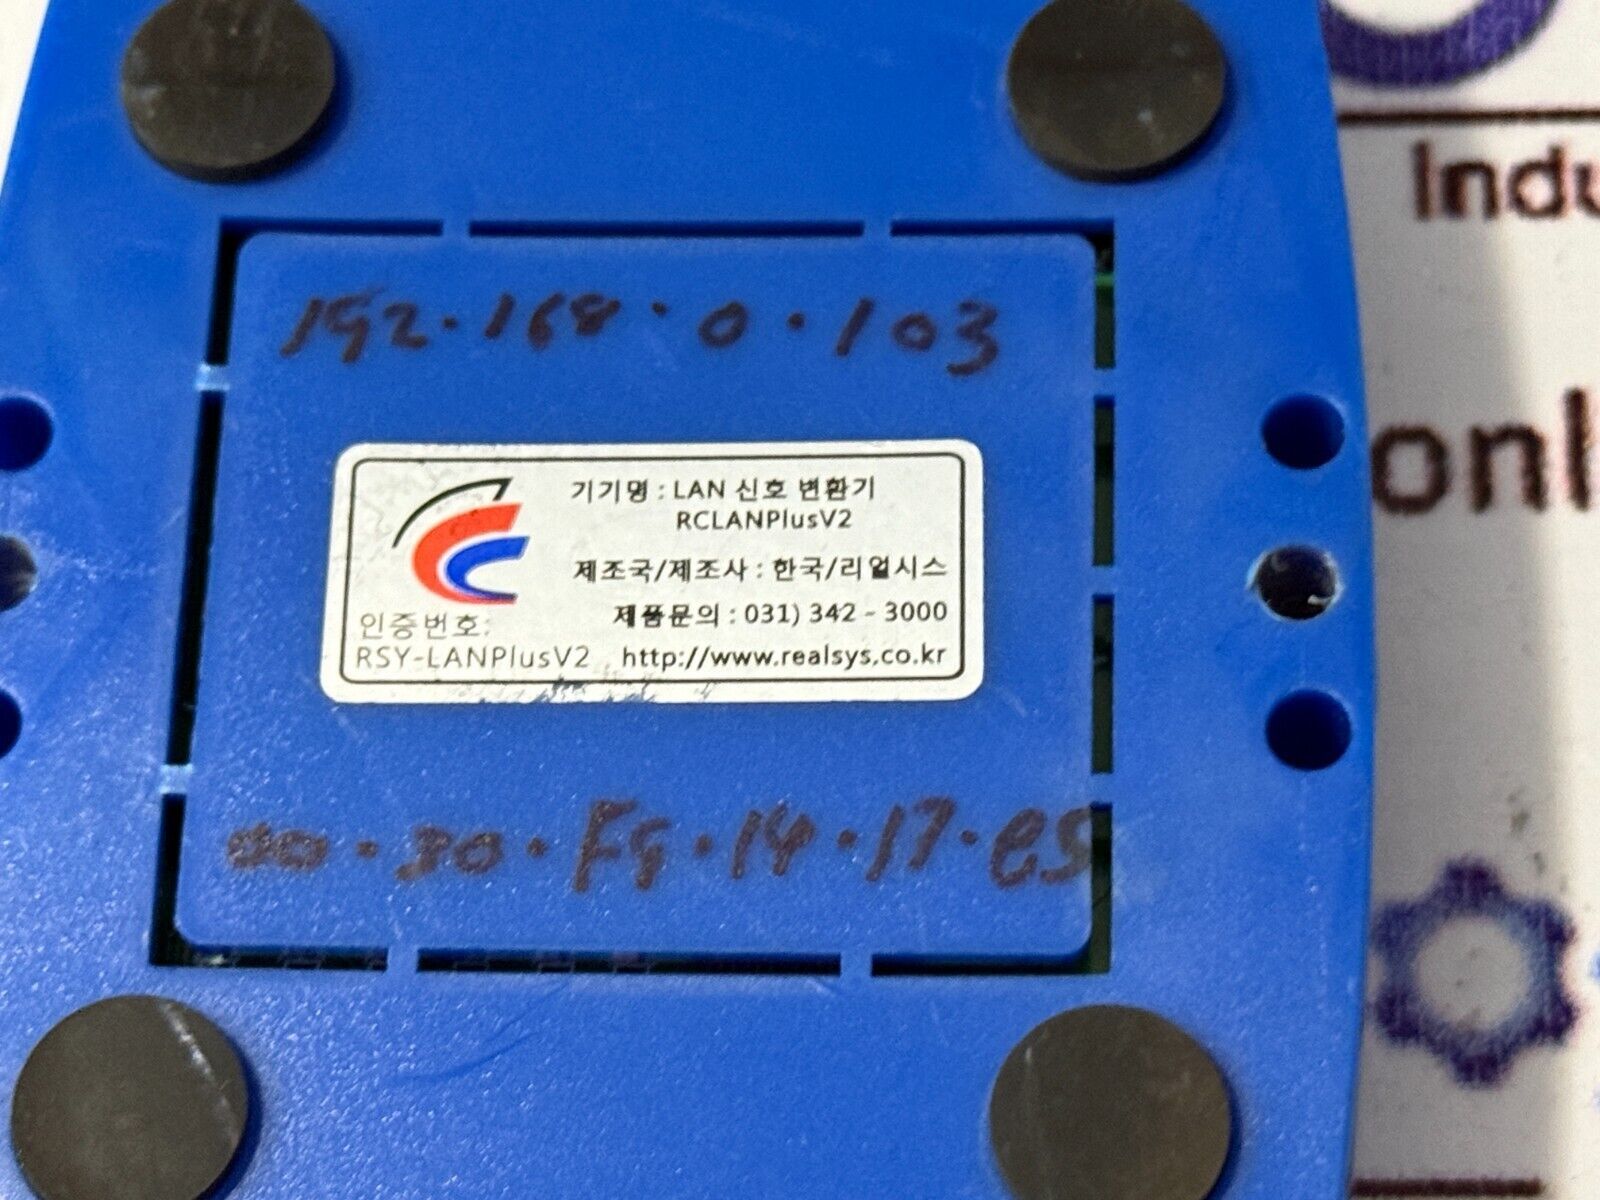 192.168.0.103
기기명 : LAN 신호 변환기
RCLANPlusV2
제조국/제조사 : 한국/리얼시스
제품문의 : 031) 342 - 3000
인증번호:
RSY-LANPlusV2
http://www.realsys.co.kr
00.30.F9.14.17.
Indu
onl